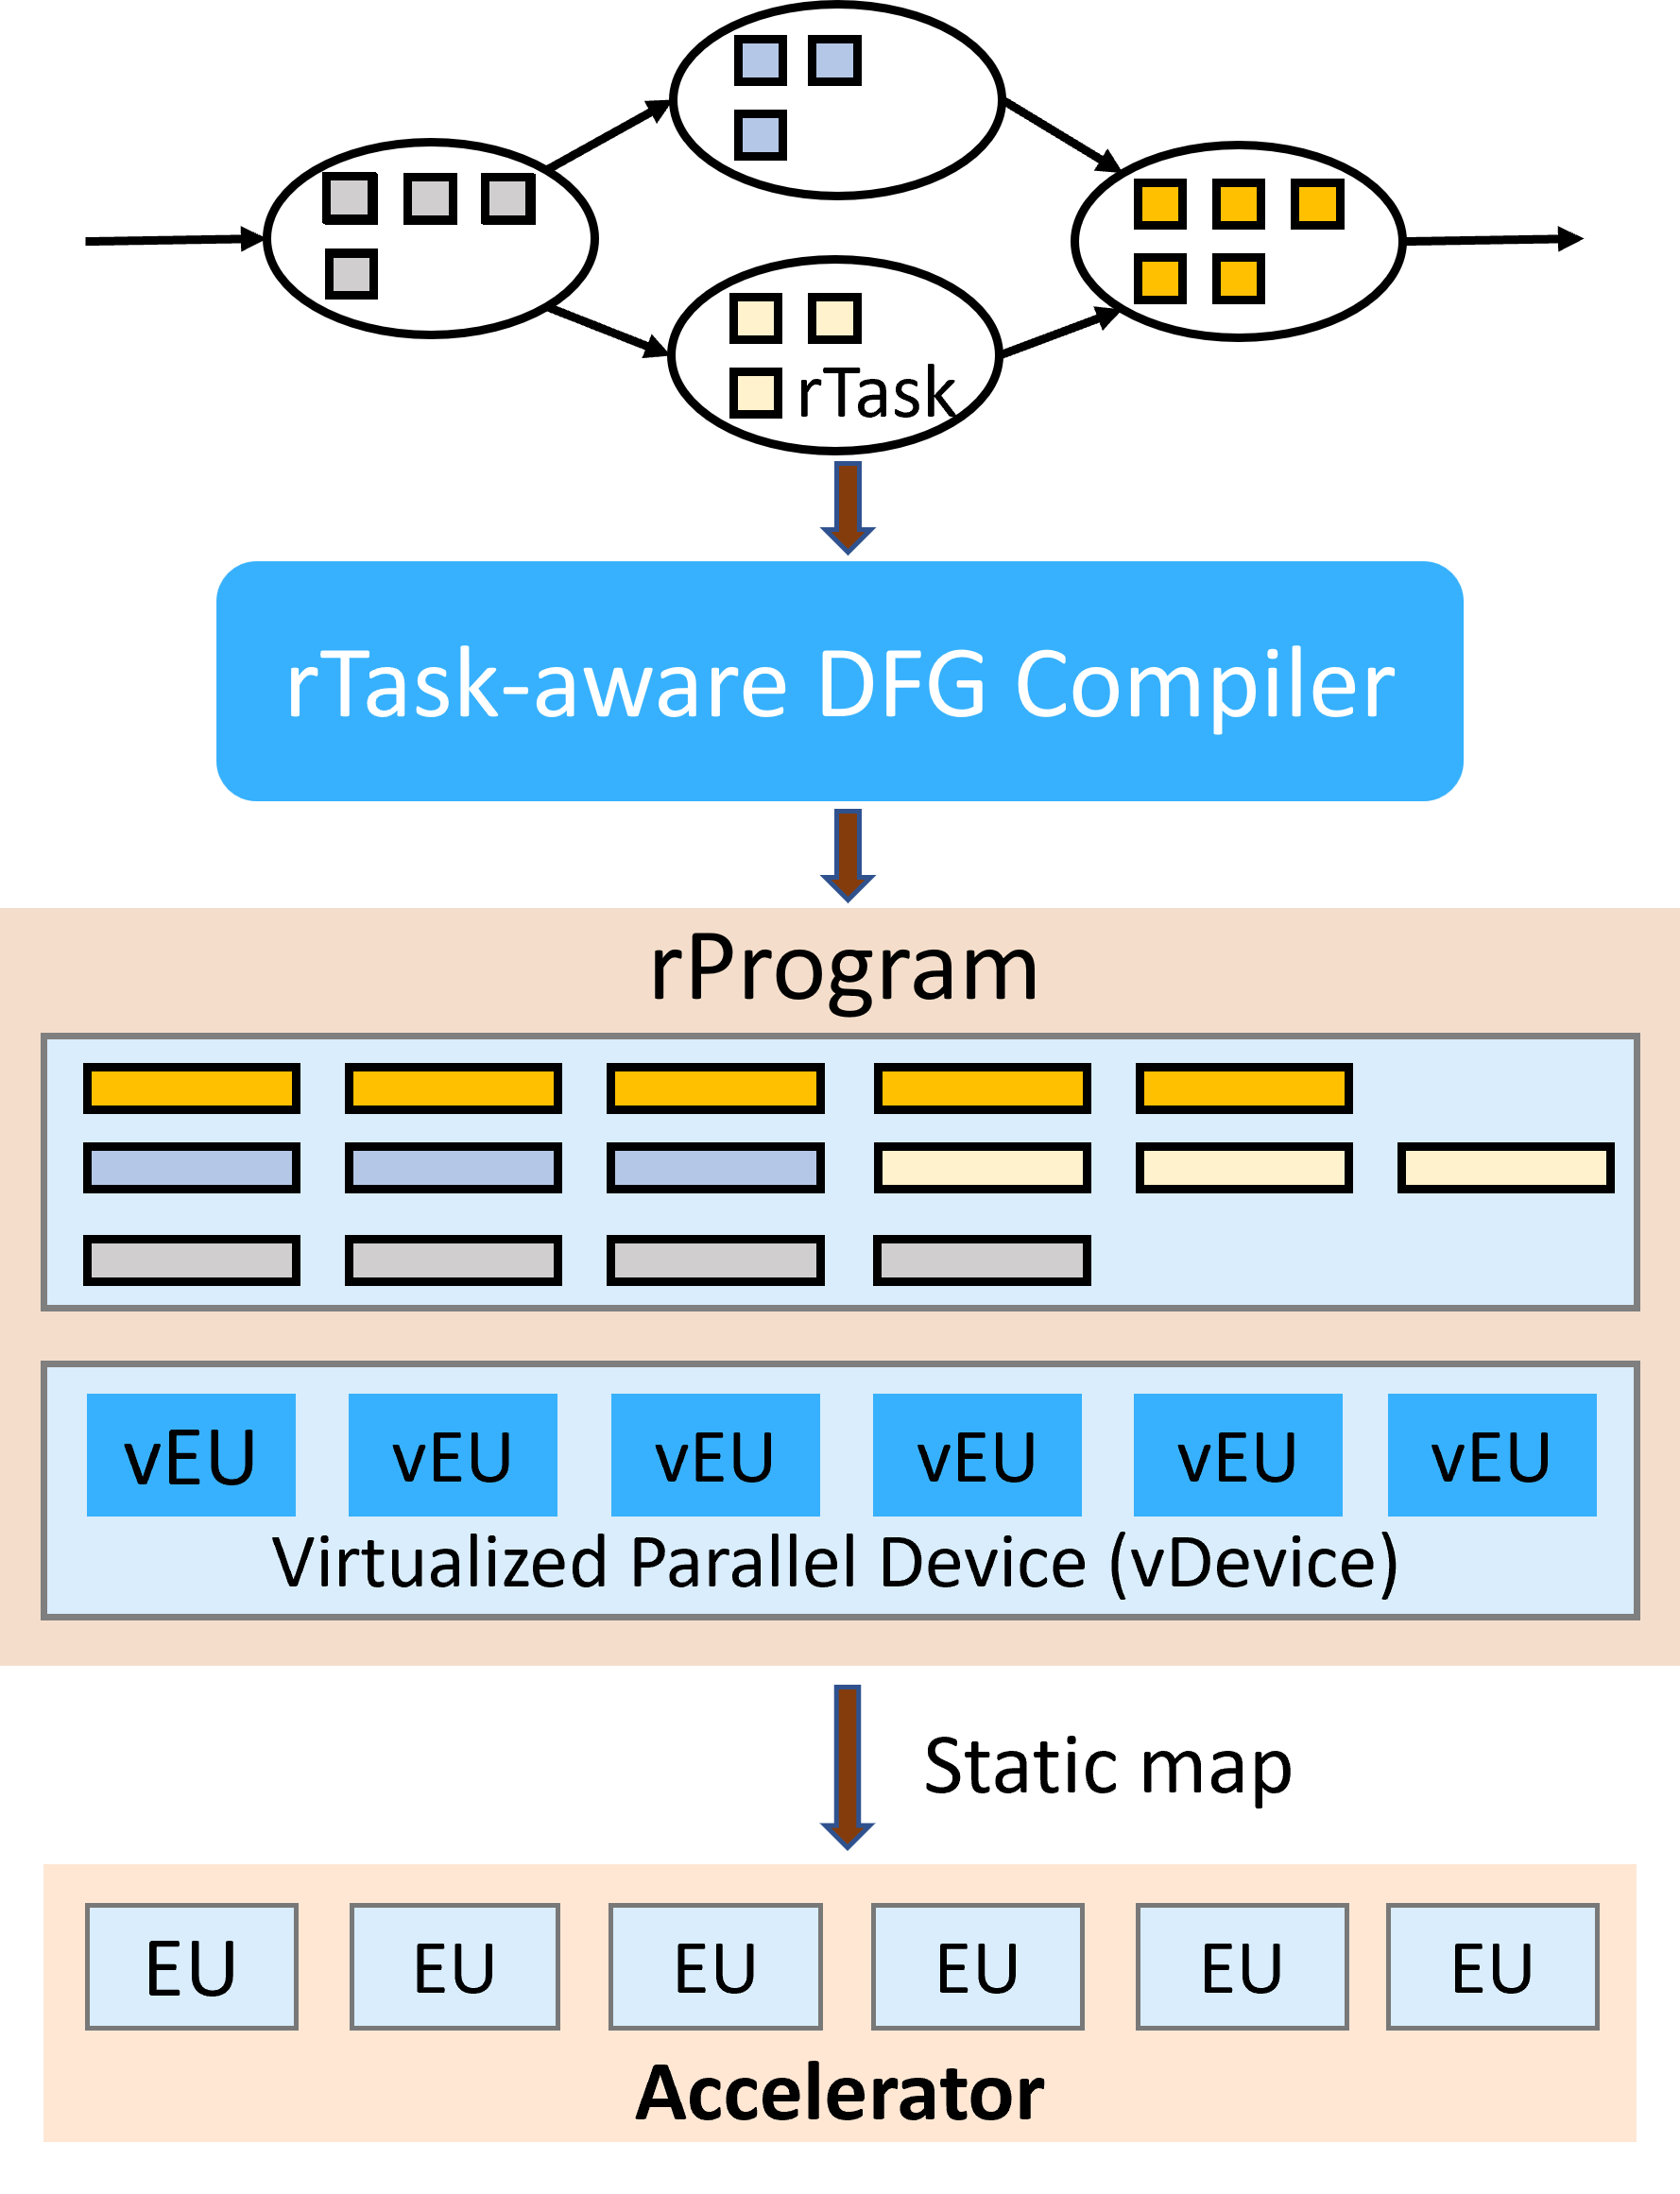 rTask
rTask-aware DFG Compiler
rProgram
vEU vEU vEU vEU vEU vEU
Virtualized Parallel Device (vDevice)
Static map
EU EU EU EU EU EU
Accelerator